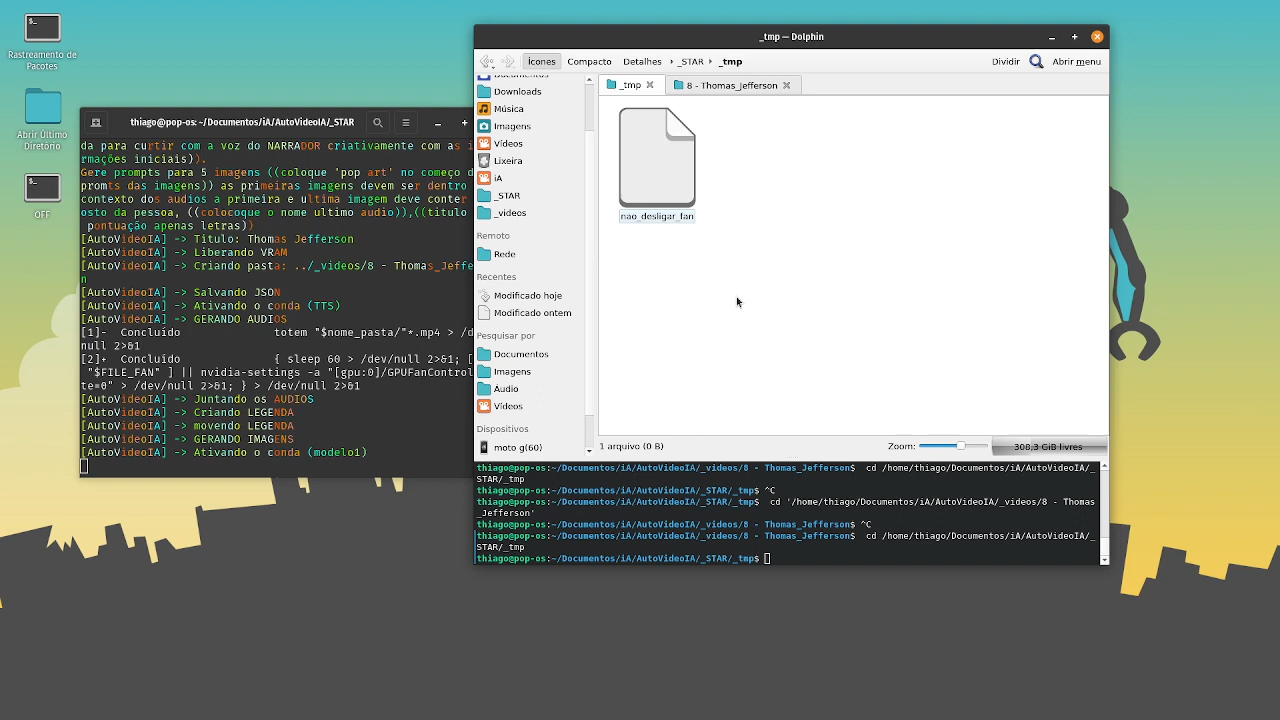 Rastreamento de
Pacotes
Abrir Último
Diretório
OFF
thiago@pop-os: ~/Documentos/iA/AutoVideoIA/_STAR
da para curtir com a voz do NARRADOR criativamente com as i
rmações iniciais)).
Gere prompts para 5 imagens ((coloque 'pop art' no começo d
promts das imagens)) as primeiras imagens devem ser dentro
contexto dos audios a primeira e ultima imagem deve conter
osto da pessoa, ((colocoque o nome ultimo audio)),((titulo
pontuação apenas letras))
[AutoVideoIA] -> Titulo: Thomas Jefferson
[AutoVideoIA] -> Liberando VRAM
[AutoVideoIA] -> Criando pasta: ../_videos/8 - Thomas_Jeffe
n
[AutoVideoIA] -> Salvando JSON
[AutoVideoIA] -> Ativando o conda (TTS)
[AutoVideoIA] -> GERANDO AUDIOS
[1]-  Concluído             totem "$nome_pasta/"*.mp4 > /d
null 2>&1
[2]+  Concluído             { sleep 60 > /dev/null 2>&1; [
"$FILE_FAN" ] || nvidia-settings -a "[gpu:0]/GPUFanControl
te=0" > /dev/null 2>&1; } > /dev/null 2>&1
[AutoVideoIA] -> Juntando os AUDIOS
[AutoVideoIA] -> Criando LEGENDA
[AutoVideoIA] -> movendo LEGENDA
[AutoVideoIA] -> GERANDO IMAGENS
[AutoVideoIA] -> Ativando o conda (modelo1)
_tmp — Dolphin
Ícones Compacto Detalhes _STAR _tmp Dividir Abrir menu
_tmp 8 - Thomas_Jefferson
Documentos
Downloads
Música
Imagens
Vídeos
Lixeira
iA
_STAR
_videos
Remoto
Rede
Recentes
Modificado hoje
Modificado ontem
Pesquisar por
Documentos
Imagens
Áudio
Vídeos
Dispositivos
moto g(60)
nao_desligar_fan
1 arquivo (0 B) Zoom: 308,3 GiB livres
thiago@pop-os:~/Documentos/iA/AutoVideoIA/_videos/8 - Thomas_Jefferson$  cd /home/thiago/Documentos/iA/AutoVideoIA/_
STAR/_tmp
thiago@pop-os:~/Documentos/iA/AutoVideoIA/_STAR/_tmp$ ^C
thiago@pop-os:~/Documentos/iA/AutoVideoIA/_STAR/_tmp$  cd '/home/thiago/Documentos/iA/AutoVideoIA/_videos/8 - Thomas
_Jefferson'
thiago@pop-os:~/Documentos/iA/AutoVideoIA/_videos/8 - Thomas_Jefferson$ ^C
thiago@pop-os:~/Documentos/iA/AutoVideoIA/_videos/8 - Thomas_Jefferson$  cd /home/thiago/Documentos/iA/AutoVideoIA/_
STAR/_tmp
thiago@pop-os:~/Documentos/iA/AutoVideoIA/_STAR/_tmp$